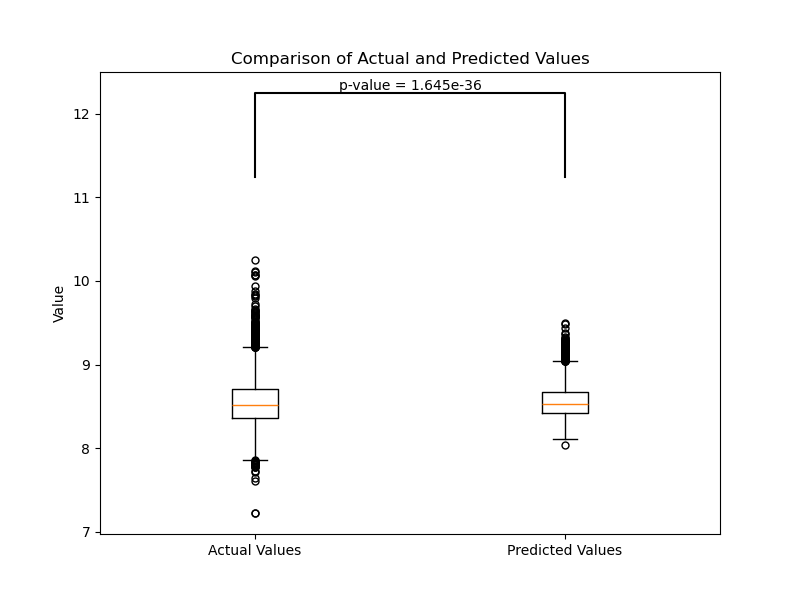 Comparison of Actual and Predicted Values
p-value = 1.645e-36
12
11
10
9
8
7
Value
Actual Values
Predicted Values